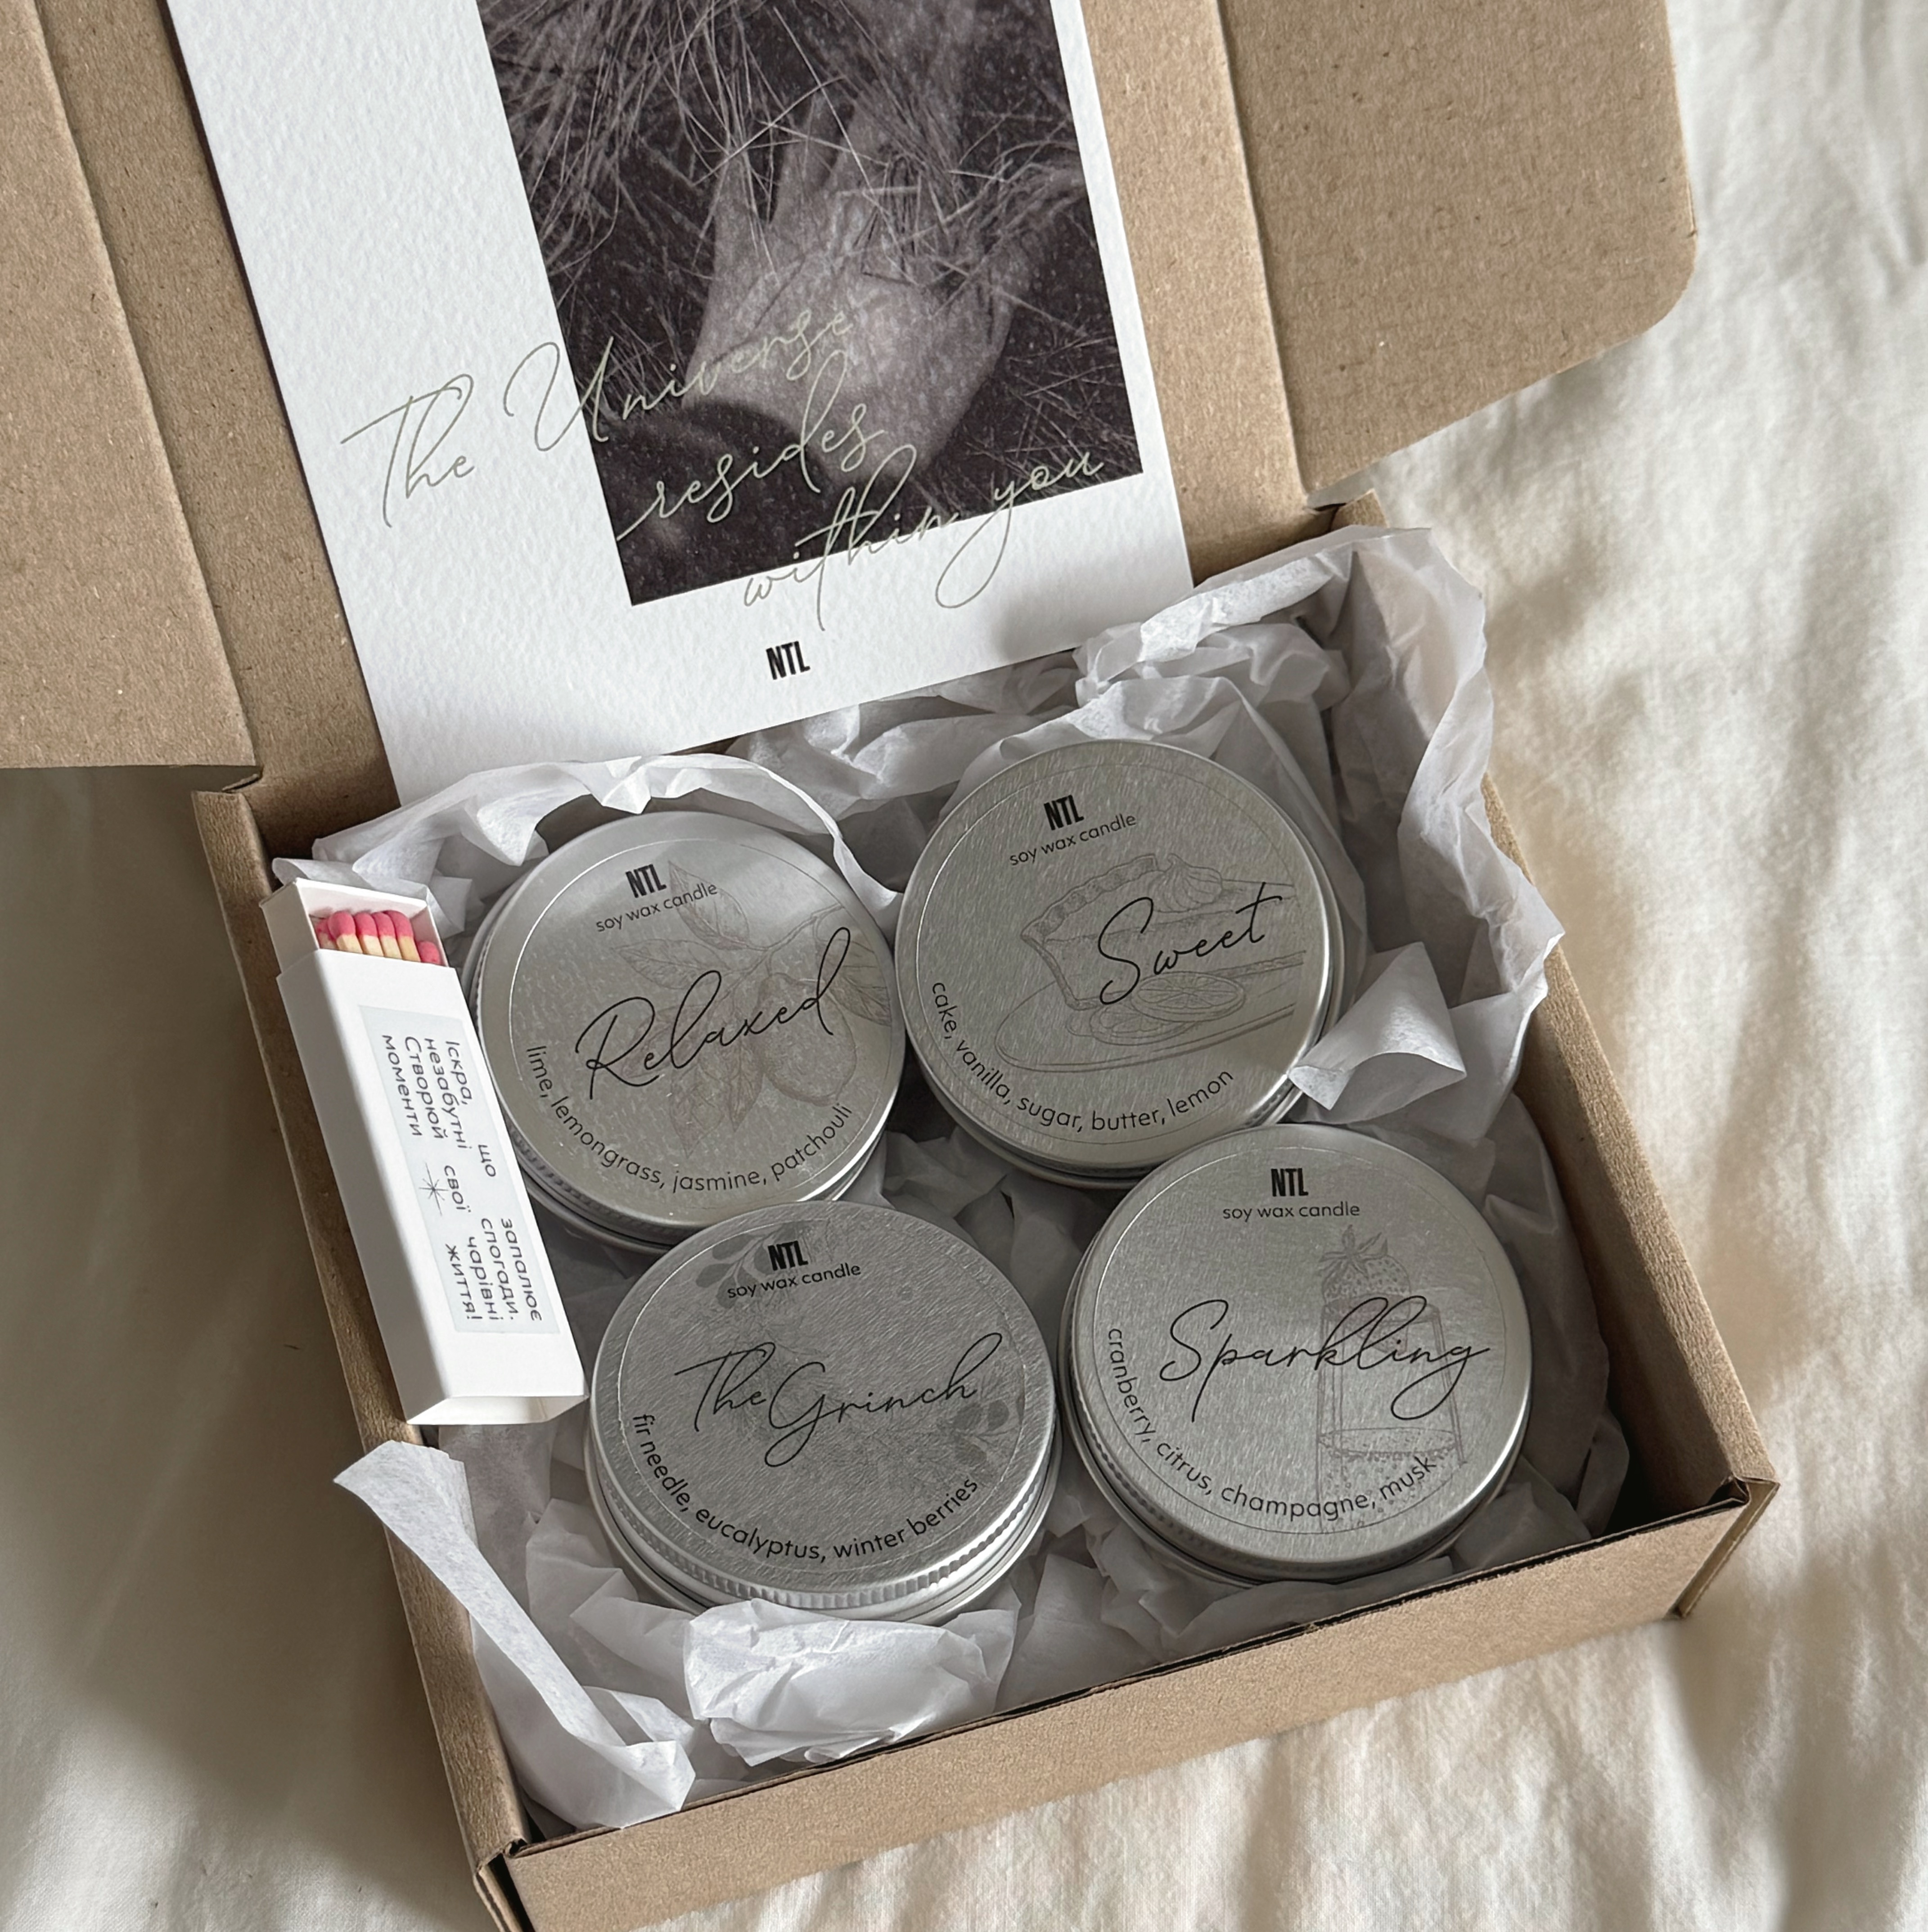 The Universe
resides
within you
NTL
NTL
soy wax candle
Relaxed
lime, lemongrass, jasmine, patchouli
NTL
soy wax candle
Sweet
cake, vanilla, sugar, butter, lemon
Іскра, що запалює
незабутні спогади.
Створюй свої чарівні
моменти життя!
NTL
soy wax candle
The Grinch
fir needle, eucalyptus, winter berries
NTL
soy wax candle
Sparkling
cranberry, citrus, champagne, musk